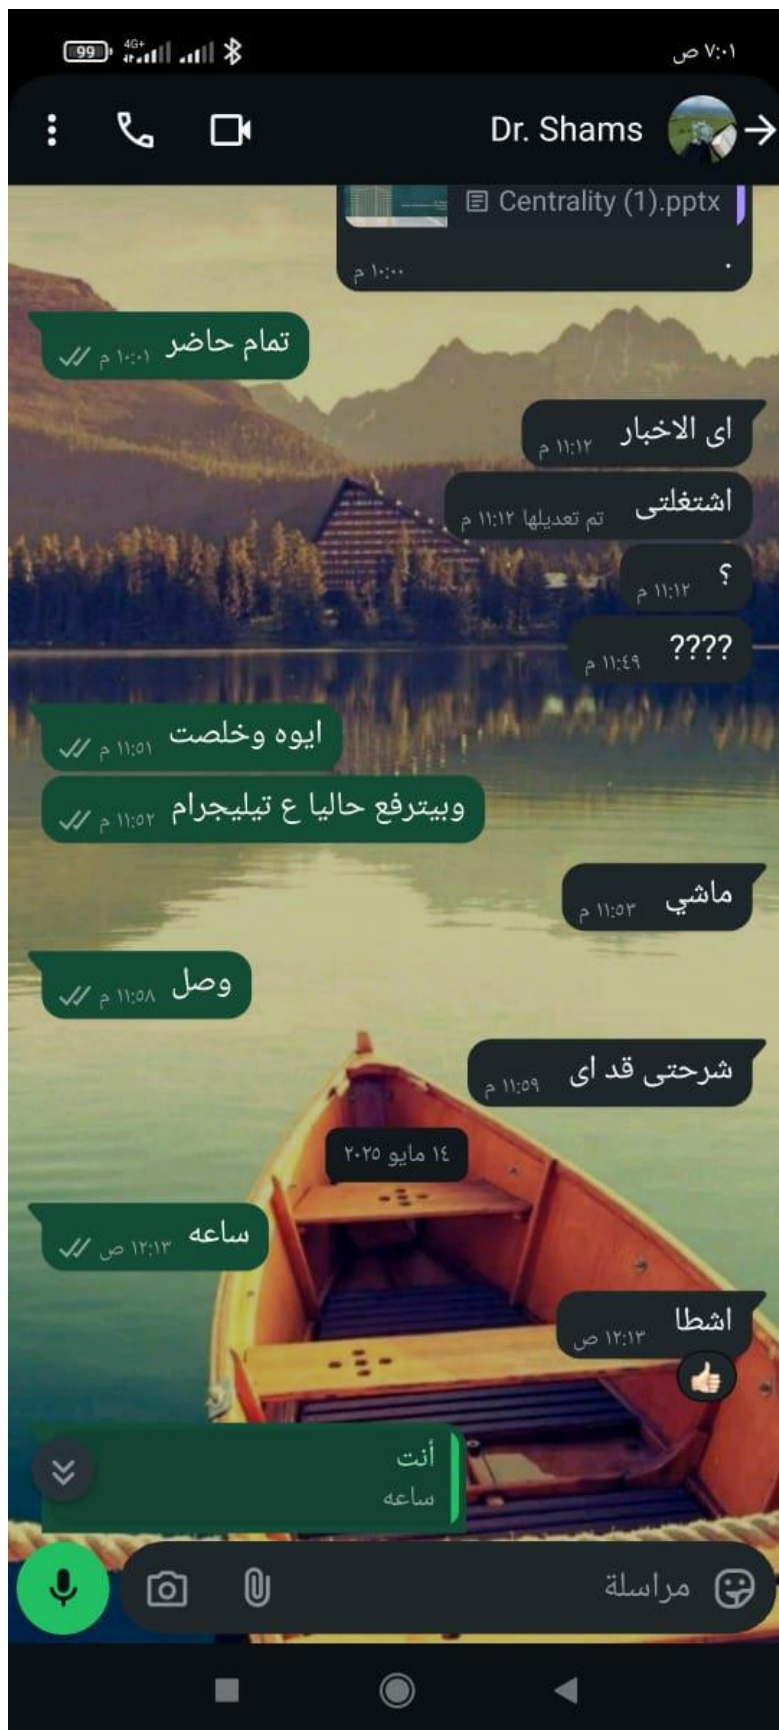 ٧:٠١ ص
4G+
99
Dr. Shams
Centrality (1).pptx
.
١٠:٠٠ م
تمام حاضر ١٠:٠١ م
اى الاخبار ١١:١٢ م
اشتغلتى تم تعديلها ١١:١٢ م
؟ ١١:١٢ م
???? ١١:٤٩ م
ايوه وخلصت ١١:٥١ م
وبيترفع حاليا ع تيليجرام ١١:٥٢ م
ماشي ١١:٥٣ م
وصل ١١:٥٨ م
شرحتى قد اى ١١:٥٩ م
١٤ مايو ٢٠٢٥
ساعه ١٢:١٣ ص
اشطا ١٢:١٣ ص
أنت
ساعه
مراسلة